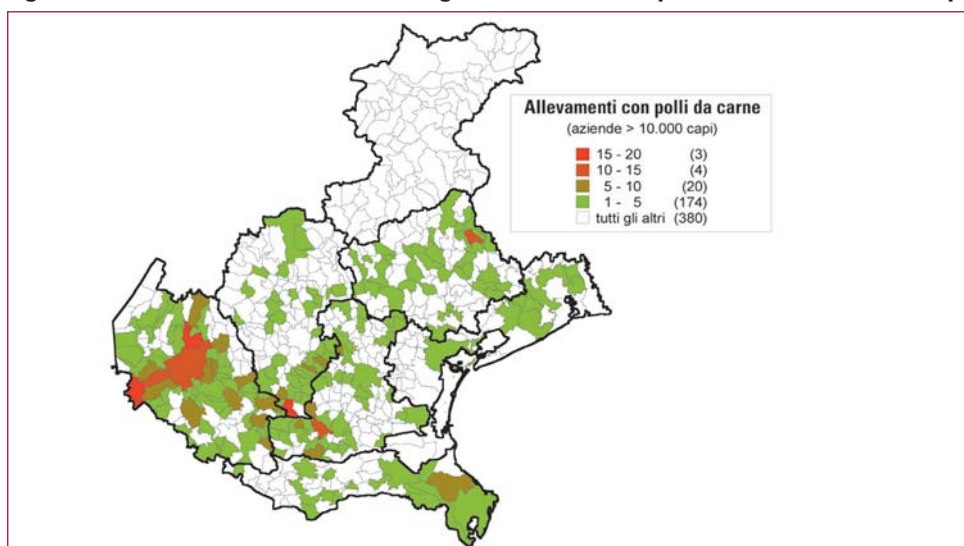 Allevamenti con polli da carne
(aziende > 10.000 capi)
15 - 20 (3)
10 - 15 (4)
5 - 10 (20)
1 - 5 (174)
tutti gli altri (380)